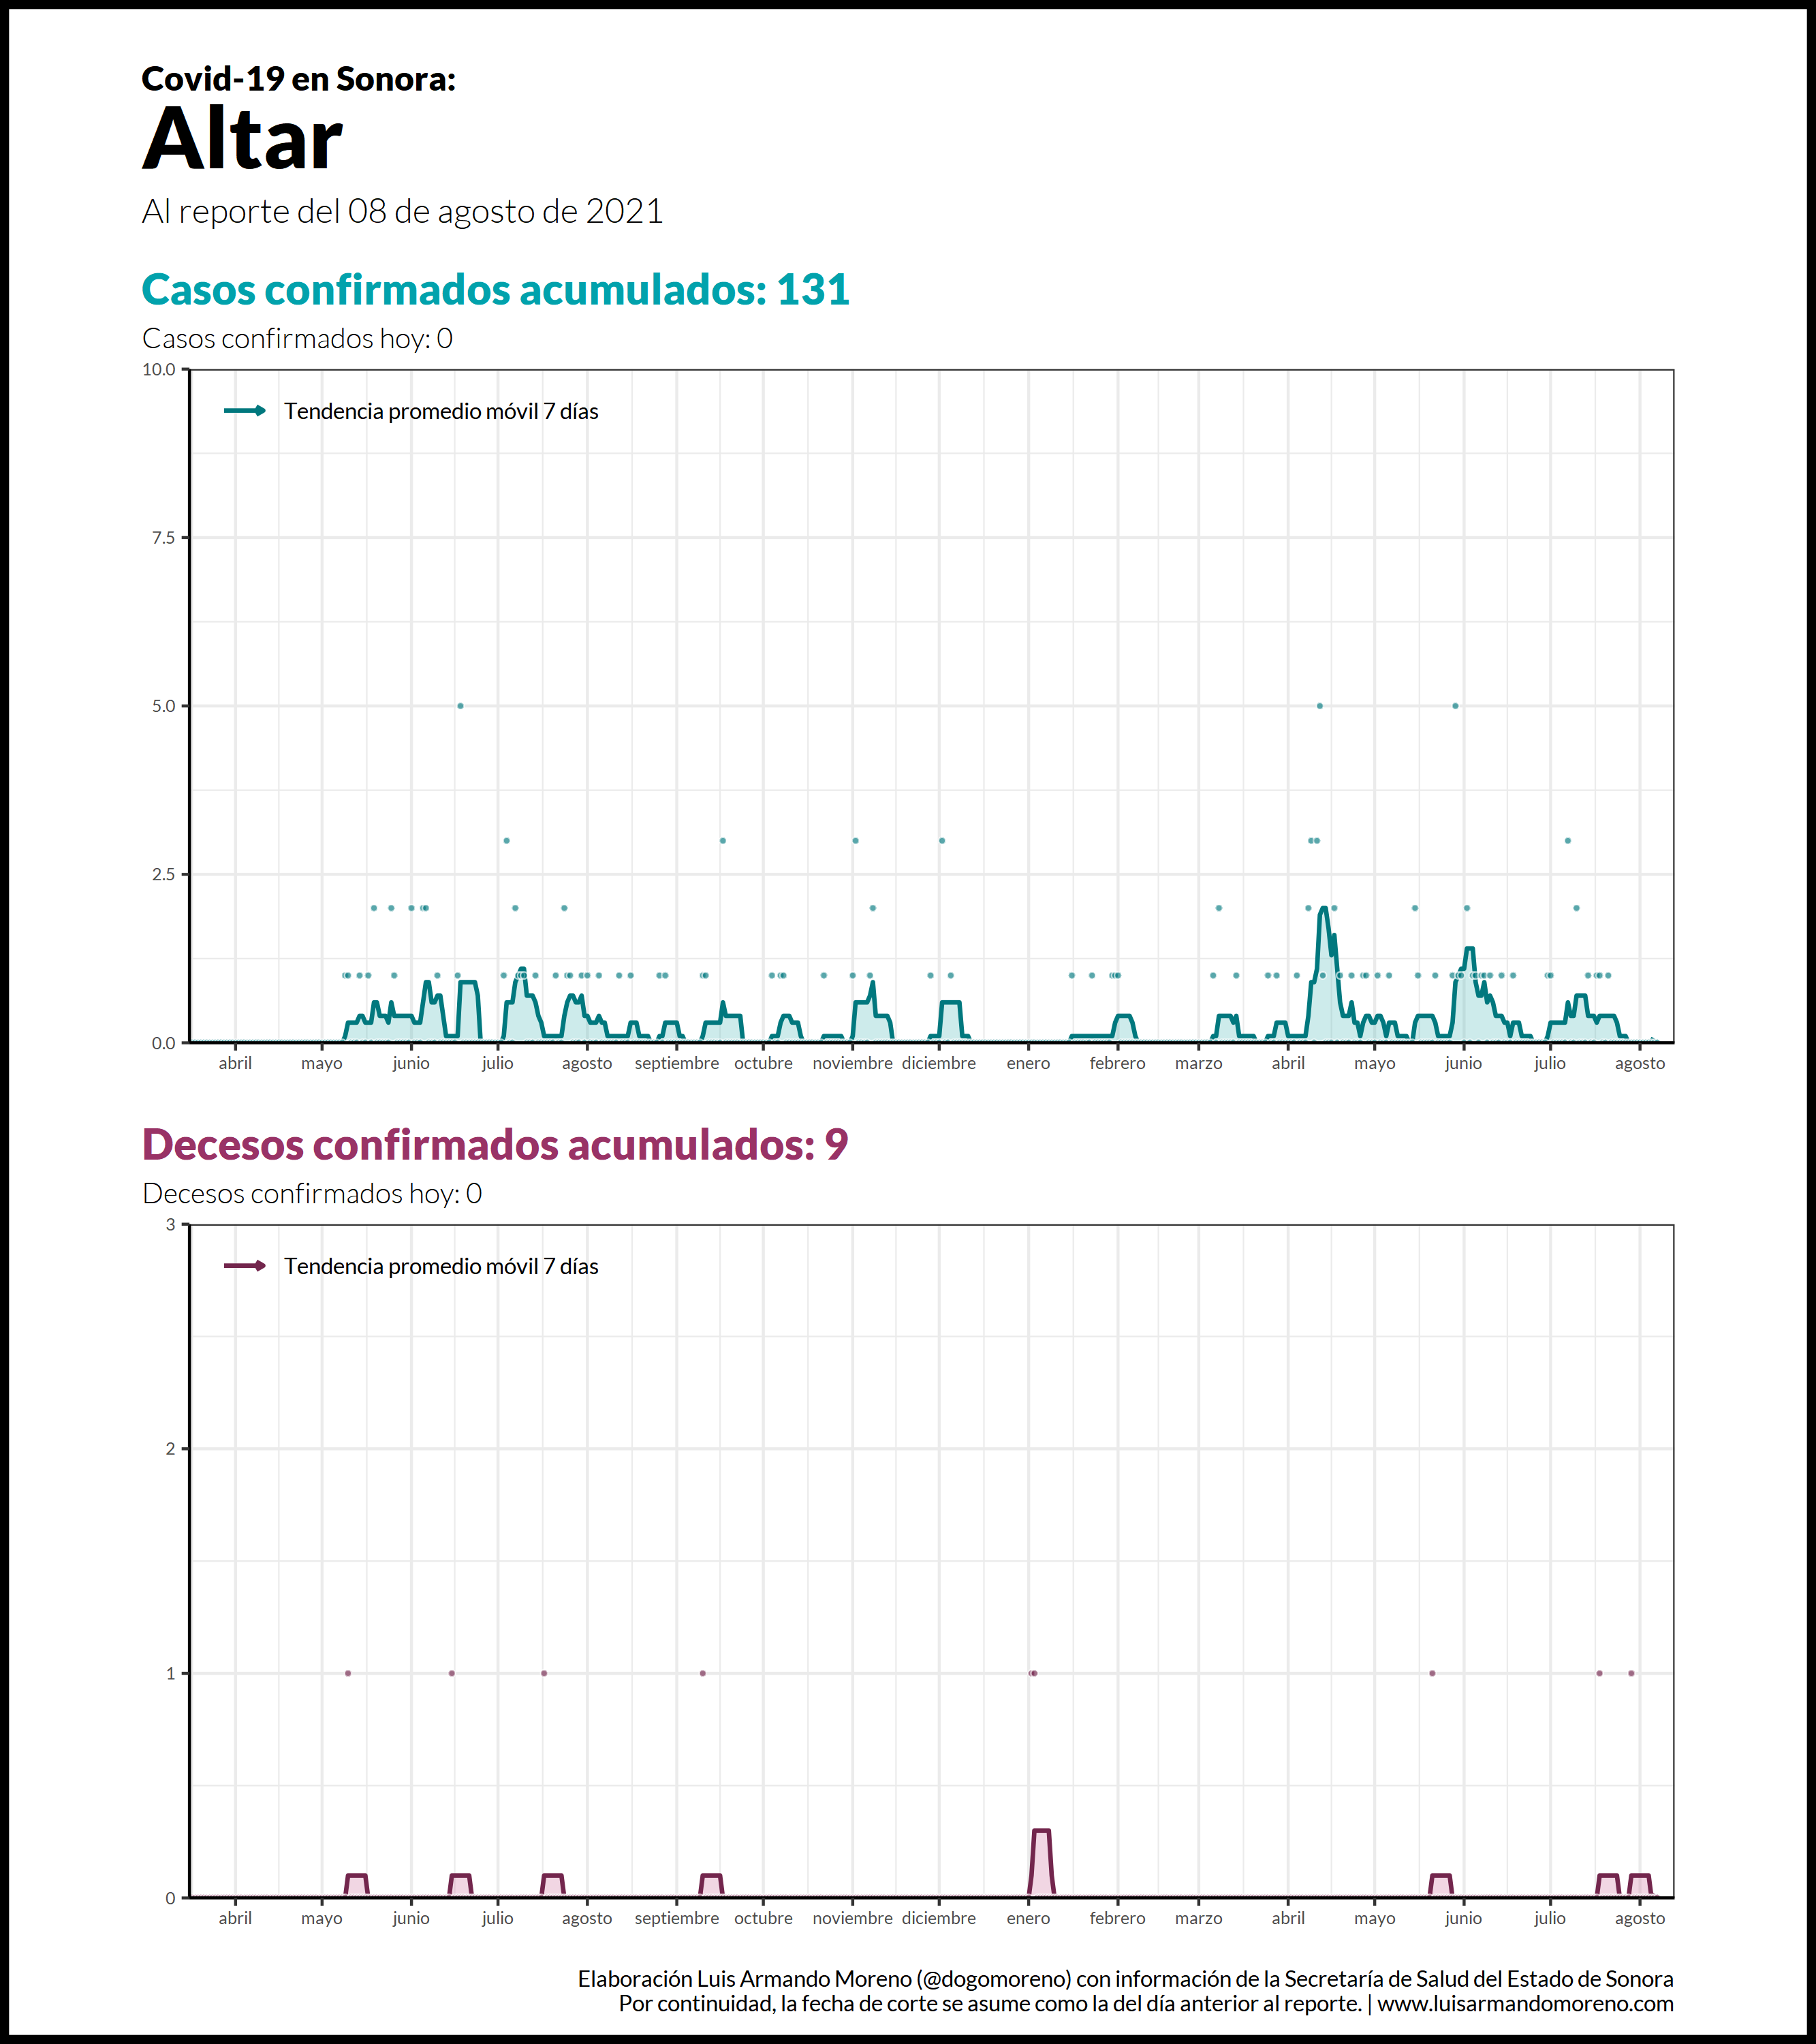 Covid-19 en Sonora:
Altar
Al reporte del 08 de agosto de 2021
Casos confirmados acumulados: 131
Casos confirmados hoy: 0
10.0
Tendencia promedio móvil 7 días
7.5
5.0
2.5
0.0
abril mayo junio julio agosto septiembre octubre noviembre diciembre enero febrero marzo abril mayo junio julio agosto
Decesos confirmados acumulados: 9
Decesos confirmados hoy: 0
3
Tendencia promedio móvil 7 días
2
1
0
abril mayo junio julio agosto septiembre octubre noviembre diciembre enero febrero marzo abril mayo junio julio agosto
Elaboración Luis Armando Moreno (@dogomoreno) con información de la Secretaría de Salud del Estado de Sonora
Por continuidad, la fecha de corte se asume como la del día anterior al reporte. | www.luisarmandomoreno.com